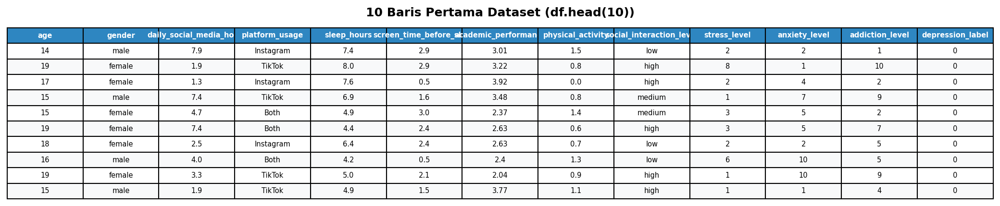 10 Baris Pertama Dataset (df.head(10))
age gender daily_social_media_ho platform_usage sleep_hours screen_time_before_sl academic_performan physical_activity social_interaction_lev stress_level anxiety_level addiction_level depression_label
14 male 7.9 Instagram 7.4 2.9 3.01 1.5 low 2 2 1 0
19 female 1.9 TikTok 8.0 2.9 3.22 0.8 high 8 1 10 0
17 female 1.3 Instagram 7.6 0.5 3.92 0.0 high 2 4 2 0
15 male 7.4 TikTok 6.9 1.6 3.48 0.8 medium 1 7 9 0
15 female 4.7 Both 4.9 3.0 2.37 1.4 medium 3 5 2 0
19 female 7.4 Both 4.4 2.4 2.63 0.6 high 3 5 7 0
18 female 2.5 Instagram 6.4 2.4 2.63 0.7 low 2 2 5 0
16 male 4.0 Both 4.2 0.5 2.4 1.3 low 6 10 5 0
19 female 3.3 TikTok 5.0 2.1 2.04 0.9 high 1 10 9 0
15 male 1.9 TikTok 4.9 1.5 3.77 1.1 high 1 1 4 0